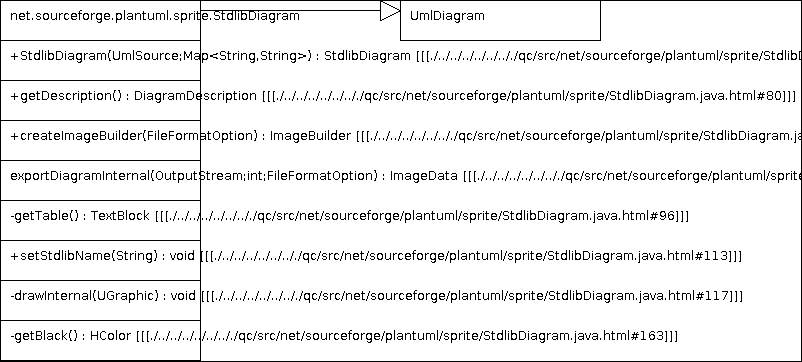 net.sourceforge.plantuml.sprite.StdlibDiagram
UmlDiagram
+StdlibDiagram(UmlSource;Map<String,String>) : StdlibDiagram [[[./../../../../../../../qc/src/net/sourceforge/plantuml/sprite/StdlibD
+getDescription() : DiagramDescription [[[./../../../../../../../qc/src/net/sourceforge/plantuml/sprite/StdlibDiagram.java.html#80]]]
+createImageBuilder(FileFormatOption) : ImageBuilder [[[./../../../../../../../qc/src/net/sourceforge/plantuml/sprite/StdlibDiagram.ja
exportDiagramInternal(OutputStream;int;FileFormatOption) : ImageData [[[./../../../../../../../qc/src/net/sourceforge/plantuml/sprite
-getTable() : TextBlock [[[./../../../../../../../qc/src/net/sourceforge/plantuml/sprite/StdlibDiagram.java.html#96]]]
+setStdlibName(String) : void [[[./../../../../../../../qc/src/net/sourceforge/plantuml/sprite/StdlibDiagram.java.html#113]]]
-drawInternal(UGraphic) : void [[[./../../../../../../../qc/src/net/sourceforge/plantuml/sprite/StdlibDiagram.java.html#117]]]
-getBlack() : HColor [[[./../../../../../../../qc/src/net/sourceforge/plantuml/sprite/StdlibDiagram.java.html#163]]]